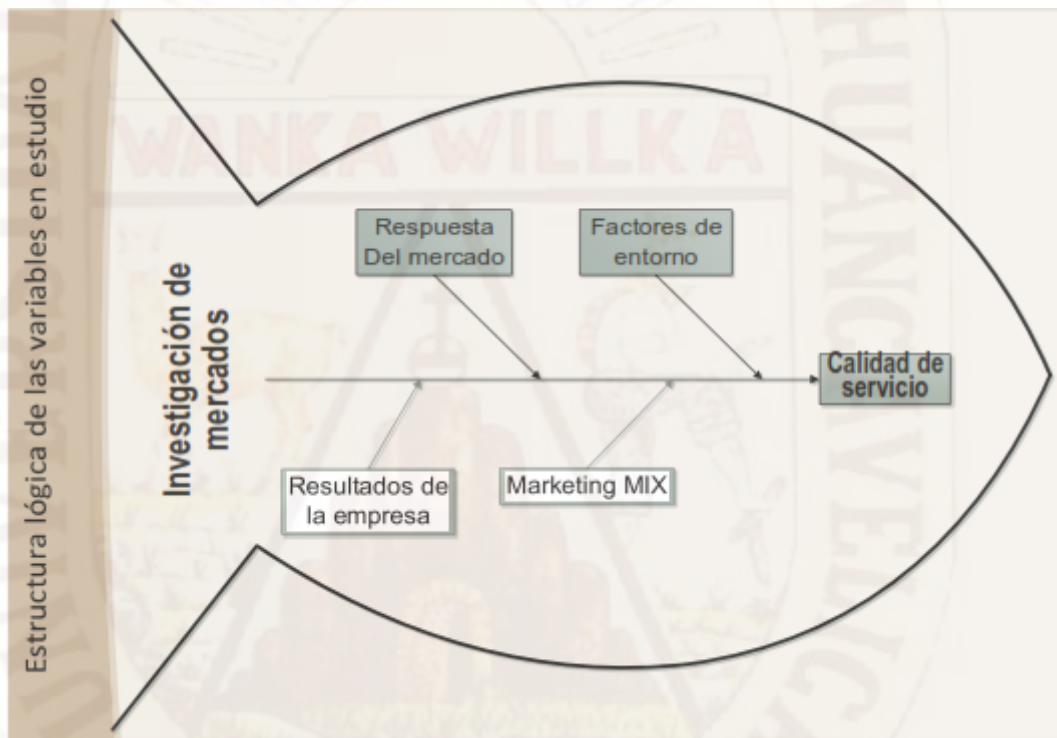 Estructura lógica de las variables en estudio
WANKA WILLKA
HUANCAVELICA
Investigación de
mercados
Respuesta
Del mercado
Factores de
entorno
Calidad de
servicio
Resultados de
la empresa
Marketing MIX